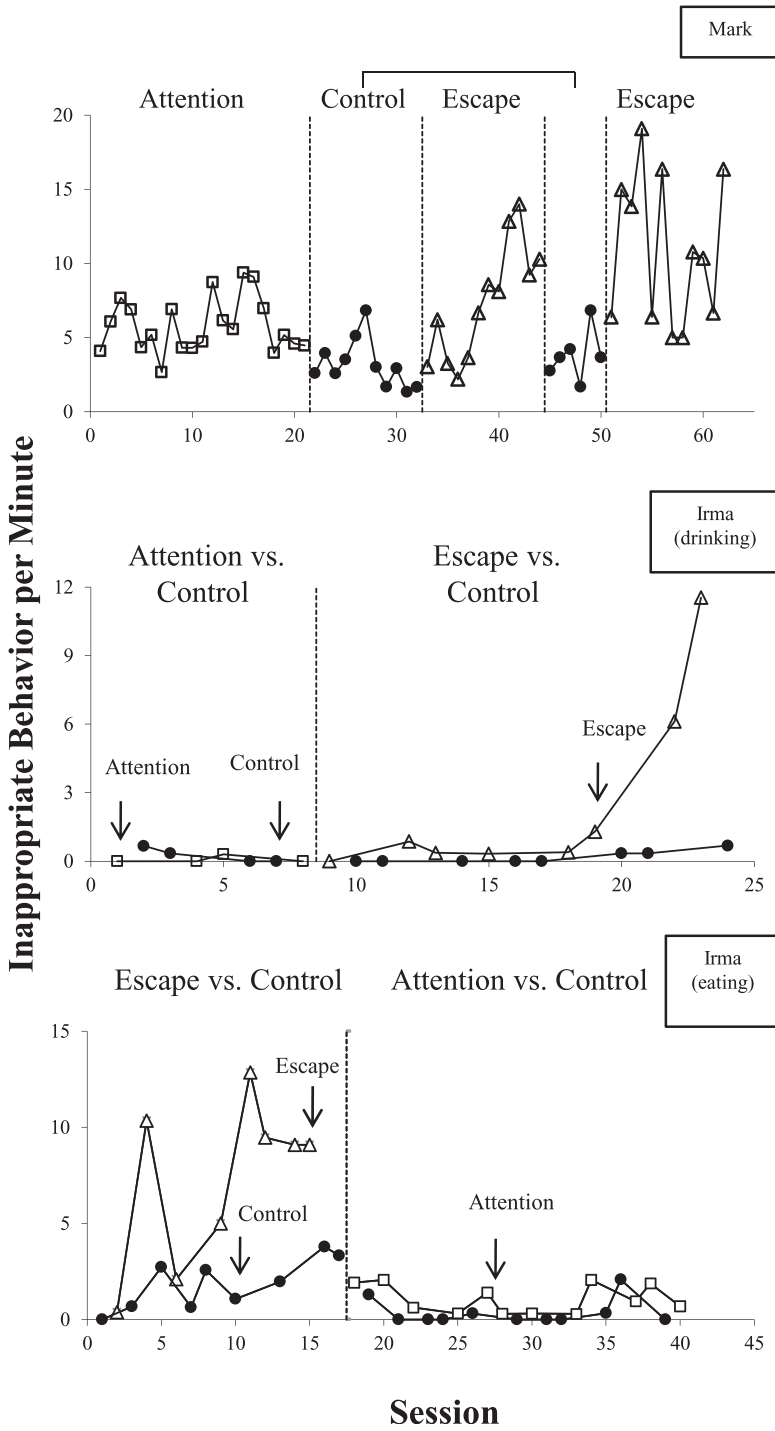 Mark
Attention
Control
Escape
Escape
20
15
10
5
0
0
10
20
30
40
50
60
Inappropriate Behavior per Minute
Irma
(drinking)
Attention vs.
Control
Escape vs.
Control
12
9
6
3
0
Attention
Control
Escape
0
5
10
15
20
25
Irma
(eating)
Escape vs. Control
Attention vs. Control
15
10
5
0
Escape
Control
Attention
0
5
10
15
20
25
30
35
40
45
Session